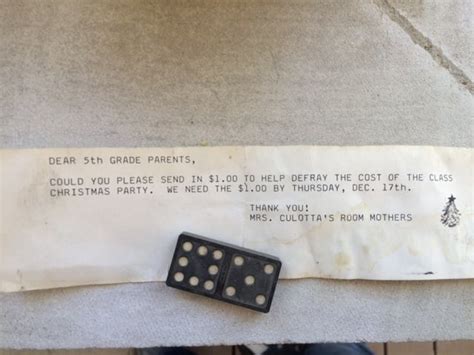 DEAR 5th GRADE PARENTS,
COULD YOU PLEASE SEND IN $1.00 TO HELP DEFRAY THE COST OF THE CLASS
CHRISTMAS PARTY. WE NEED THE $1.00 BY THURSDAY, DEC. 17th.
THANK YOU!
MRS. CULOTTA'S ROOM MOTHERS